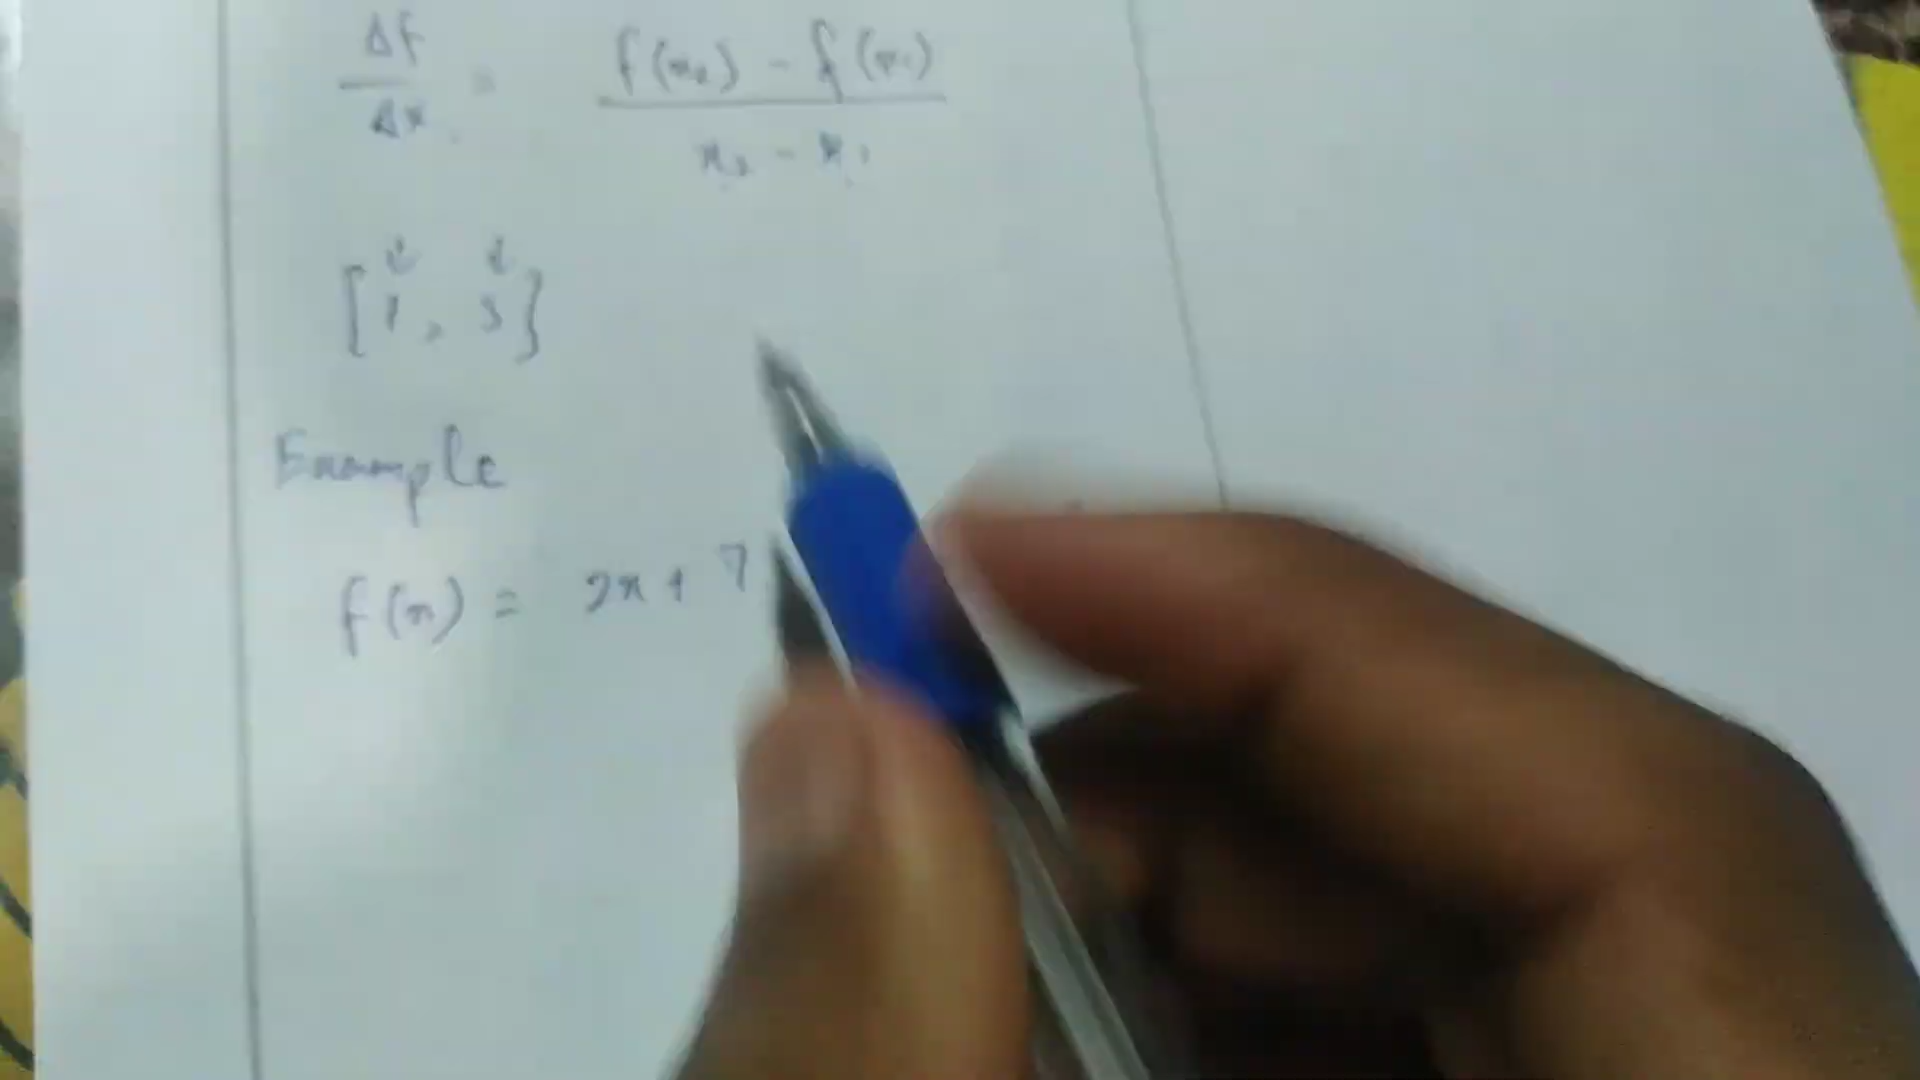 Δf/Δx = f(x₂) - f(x₁) / x₂ - x₁
↓ ↓
[1, 3]
Example
f(x) = 2x + 7